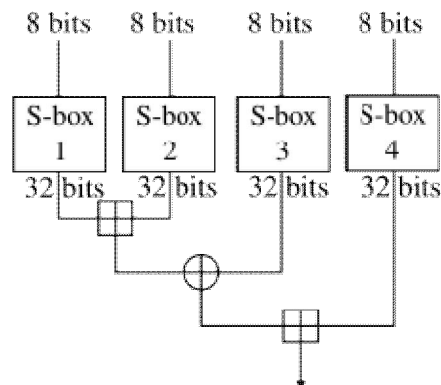 8 bits 8 bits 8 bits 8 bits
S-box S-box S-box S-box
1 2 3 4
32 bits 32 bits 32 bits 32 bits